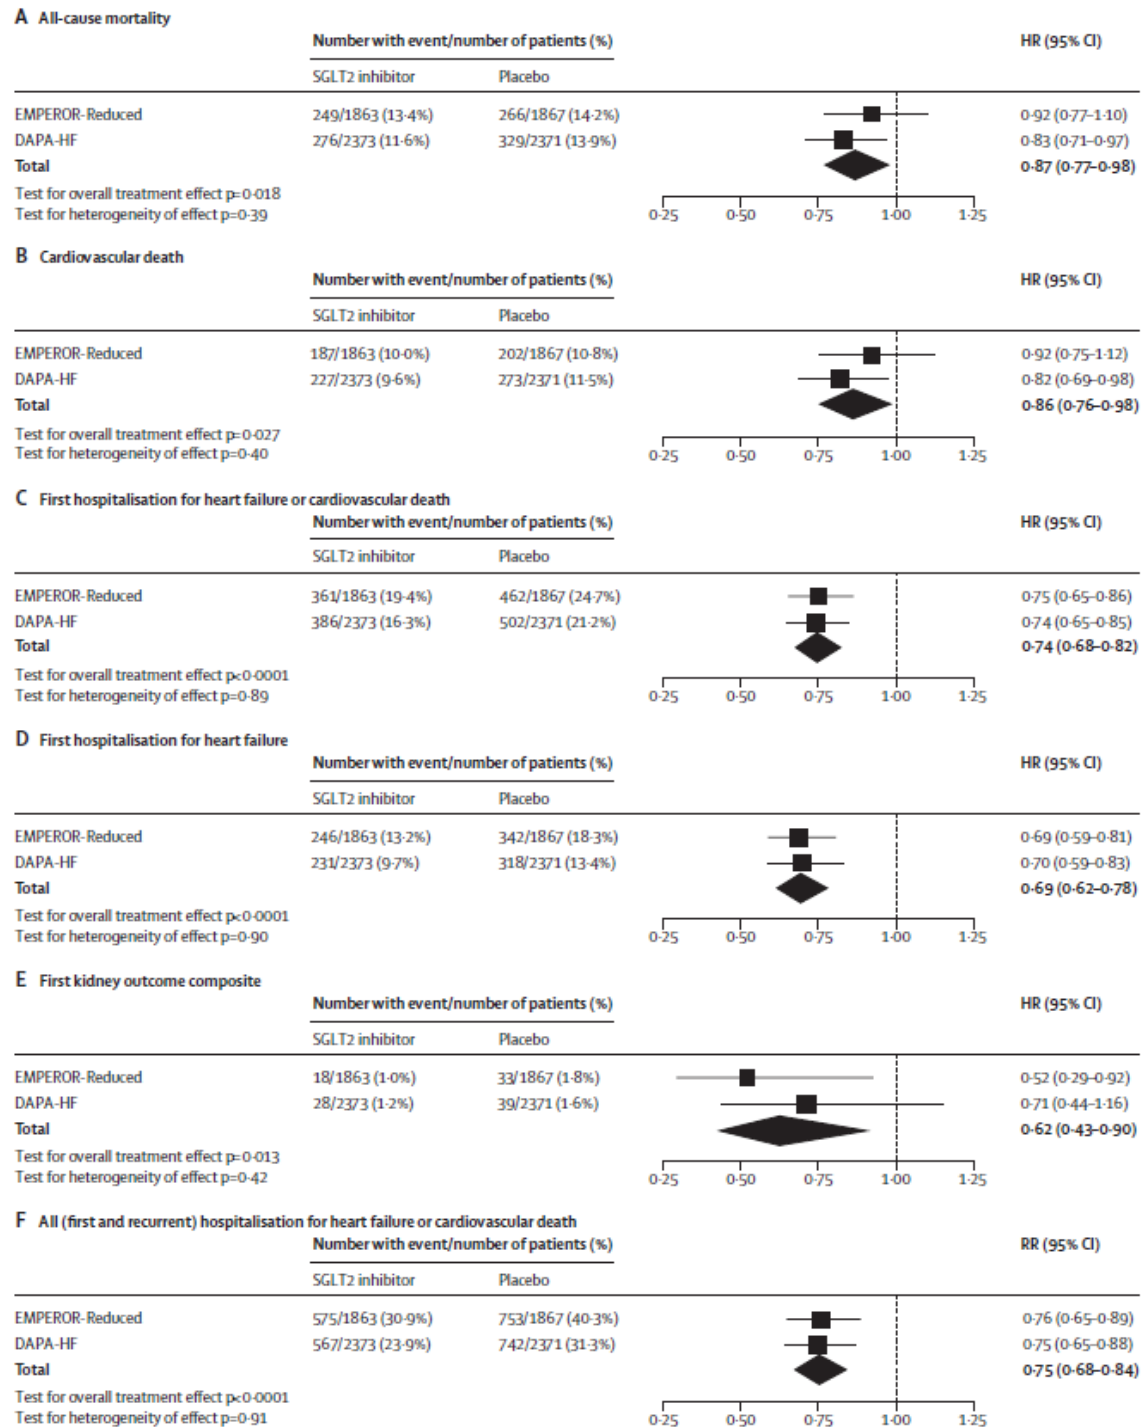 A All-cause mortality
Number with event/number of patients (%) HR (95% CI)
SGLT2 inhibitor Placebo
EMPEROR-Reduced 249/1863 (13·4%) 266/1867 (14·2%) 0·92 (0·77–1·10)
DAPA-HF 276/2373 (11·6%) 329/2371 (13·9%) 0·83 (0·71–0·97)
Total 0·87 (0·77–0·98)
Test for overall treatment effect p=0·018
Test for heterogeneity of effect p=0·39
0·25 0·50 0·75 1·00 1·25
B Cardiovascular death
Number with event/number of patients (%) HR (95% CI)
SGLT2 inhibitor Placebo
EMPEROR-Reduced 187/1863 (10·0%) 202/1867 (10·8%) 0·92 (0·75–1·12)
DAPA-HF 227/2373 (9·6%) 273/2371 (11·5%) 0·82 (0·69–0·98)
Total 0·86 (0·76–0·98)
Test for overall treatment effect p=0·027
Test for heterogeneity of effect p=0·40
0·25 0·50 0·75 1·00 1·25
C First hospitalisation for heart failure or cardiovascular death
Number with event/number of patients (%) HR (95% CI)
SGLT2 inhibitor Placebo
EMPEROR-Reduced 361/1863 (19·4%) 462/1867 (24·7%) 0·75 (0·65–0·86)
DAPA-HF 386/2373 (16·3%) 502/2371 (21·2%) 0·74 (0·65–0·85)
Total 0·74 (0·68–0·82)
Test for overall treatment effect p<0·0001
Test for heterogeneity of effect p=0·89
0·25 0·50 0·75 1·00 1·25
D First hospitalisation for heart failure
Number with event/number of patients (%) HR (95% CI)
SGLT2 inhibitor Placebo
EMPEROR-Reduced 246/1863 (13·2%) 342/1867 (18·3%) 0·69 (0·59–0·81)
DAPA-HF 231/2373 (9·7%) 318/2371 (13·4%) 0·70 (0·59–0·83)
Total 0·69 (0·62–0·78)
Test for overall treatment effect p<0·0001
Test for heterogeneity of effect p=0·90
0·25 0·50 0·75 1·00 1·25
E First kidney outcome composite
Number with event/number of patients (%) HR (95% CI)
SGLT2 inhibitor Placebo
EMPEROR-Reduced 18/1863 (1·0%) 33/1867 (1·8%) 0·52 (0·29–0·92)
DAPA-HF 28/2373 (1·2%) 39/2371 (1·6%) 0·71 (0·44–1·16)
Total 0·62 (0·43–0·90)
Test for overall treatment effect p=0·013
Test for heterogeneity of effect p=0·42
0·25 0·50 0·75 1·00 1·25
F All (first and recurrent) hospitalisation for heart failure or cardiovascular death
Number with event/number of patients (%) RR (95% CI)
SGLT2 inhibitor Placebo
EMPEROR-Reduced 575/1863 (30·9%) 753/1867 (40·3%) 0·76 (0·65–0·89)
DAPA-HF 567/2373 (23·9%) 742/2371 (31·3%) 0·75 (0·65–0·88)
Total 0·75 (0·68–0·84)
Test for overall treatment effect p<0·0001
Test for heterogeneity of effect p=0·91
0·25 0·50 0·75 1·00 1·25